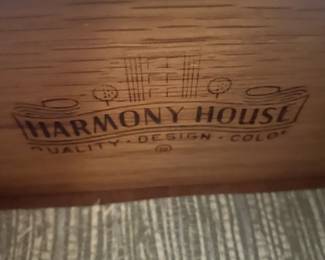 HARMONY HOUSE
QUALITY · DESIGN · COLOR